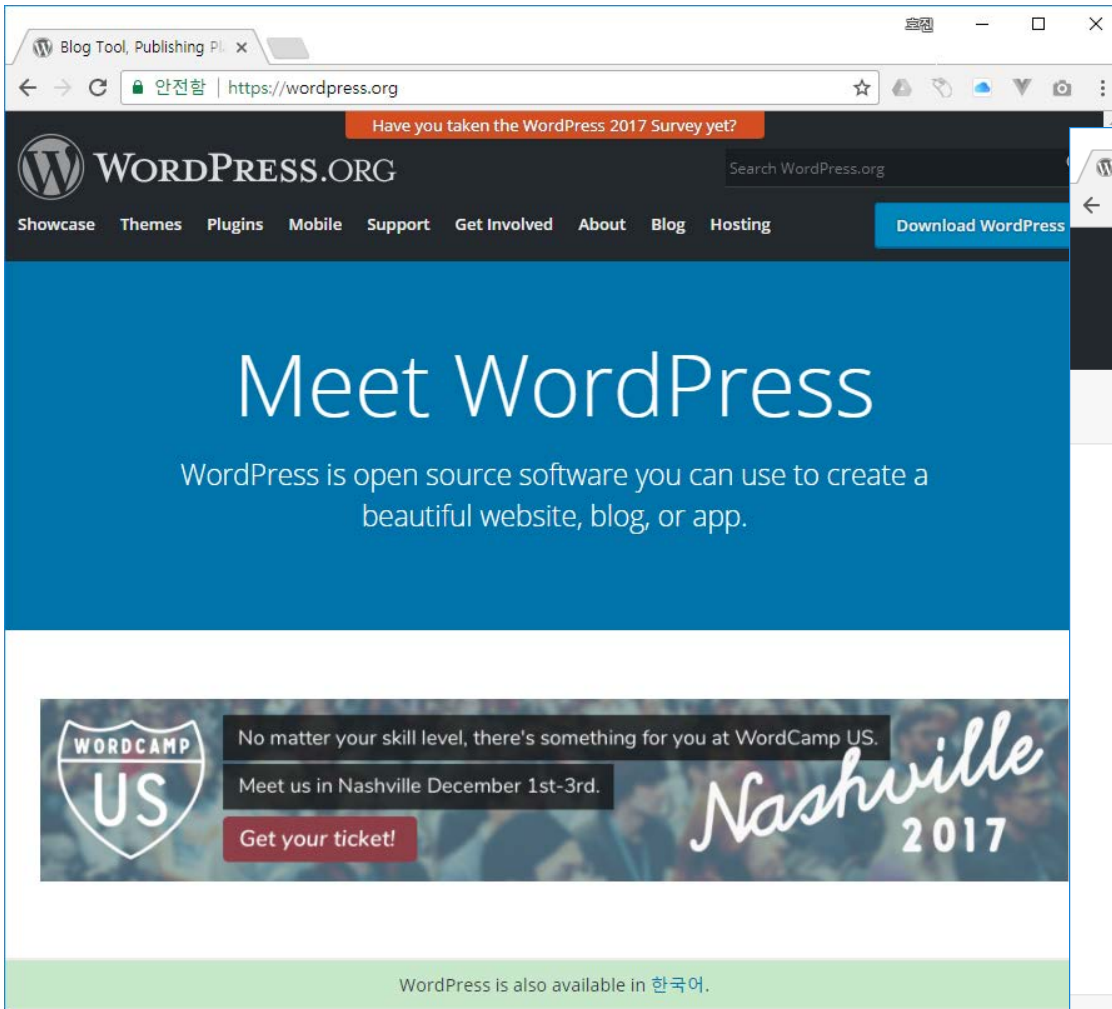 호진
Blog Tool, Publishing Pl
안전함 | https://wordpress.org
Have you taken the WordPress 2017 Survey yet?
WORDPRESS.ORG
Search WordPress.org
Showcase Themes Plugins Mobile Support Get Involved About Blog Hosting
Download WordPress
Meet WordPress
WordPress is open source software you can use to create a
beautiful website, blog, or app.
WORDCAMP
US
No matter your skill level, there's something for you at WordCamp US.
Meet us in Nashville December 1st-3rd.
Get your ticket!
Nashville
2017
WordPress is also available in 한국어.